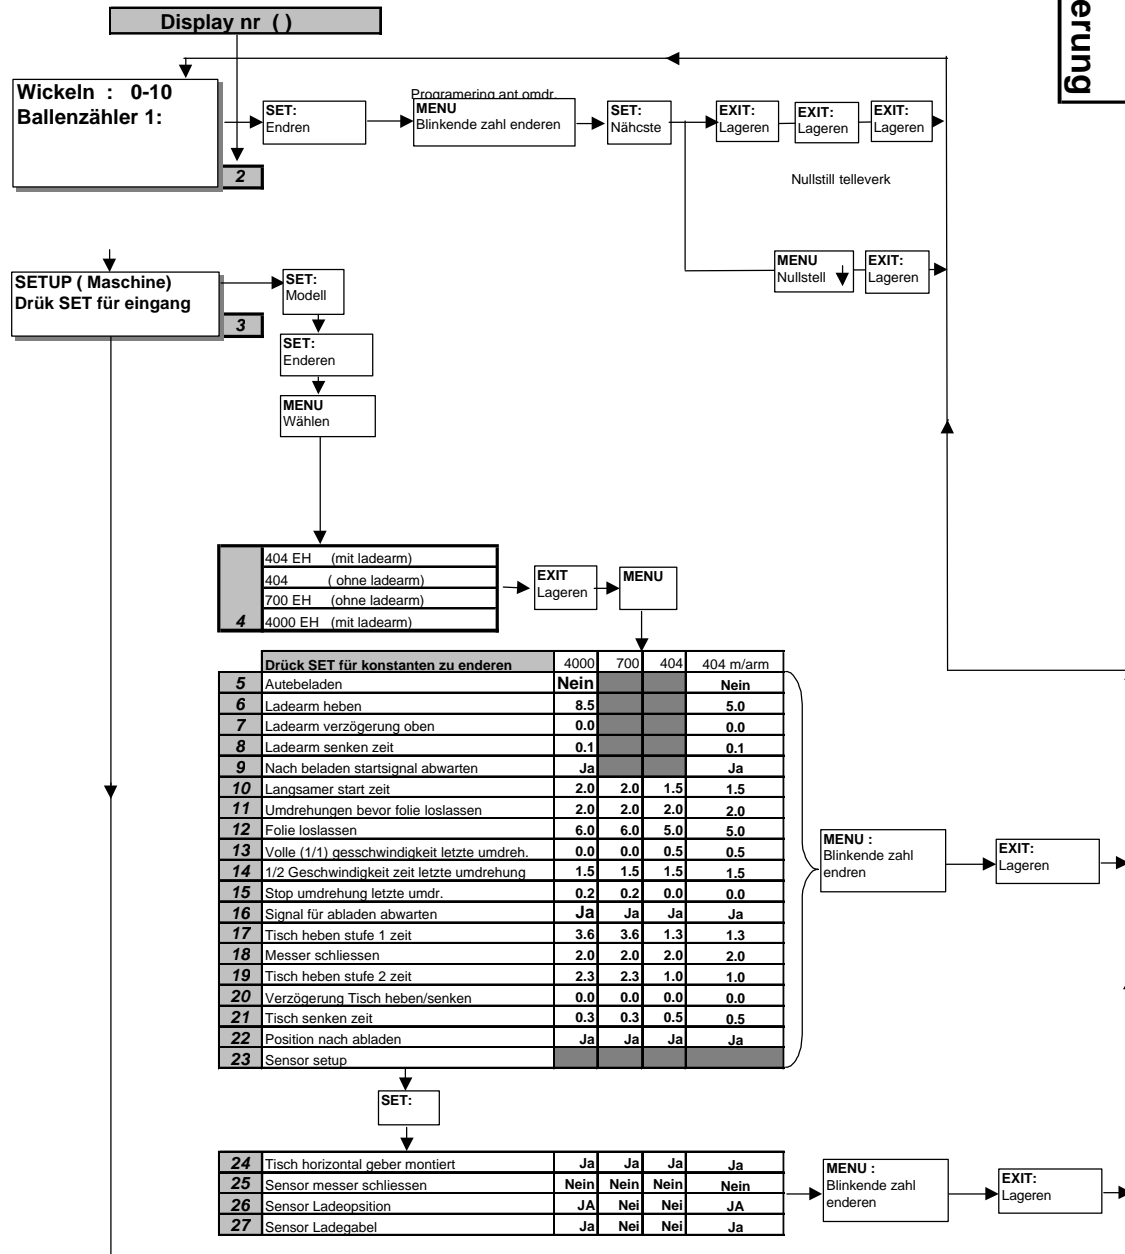 Display nr ( )
erung
Wickeln : 0-10
Ballenzähler 1:
2
SET:
Endren
Programering ant omdr.
MENU
Blinkende zahl enderen
SET:
Nähcste
EXIT:
Lageren
EXIT:
Lageren
EXIT:
Lageren
Nullstill telleverk
MENU
Nullstell
EXIT:
Lageren
SETUP ( Maschine)
Drük SET für eingang
3
SET:
Modell
SET:
Enderen
MENU
Wählen
404 EH (mit ladearm)
404 ( ohne ladearm)
700 EH (ohne ladearm)
4 4000 EH (mit ladearm)
EXIT
Lageren
MENU
Drück SET für konstanten zu enderen 4000 700 404 404 m/arm
5 Autebeladen Nein Nein
6 Ladearm heben 8.5 5.0
7 Ladearm verzögerung oben 0.0 0.0
8 Ladearm senken zeit 0.1 0.1
9 Nach beladen startsignal abwarten Ja Ja
10 Langsamer start zeit 2.0 2.0 1.5 1.5
11 Umdrehungen bevor folie loslassen 2.0 2.0 2.0 2.0
12 Folie loslassen 6.0 6.0 5.0 5.0
13 Volle (1/1) gesschwindigkeit letzte umdreh. 0.0 0.0 0.5 0.5
14 1/2 Geschwindigkeit zeit letzte umdrehung 1.5 1.5 1.5 1.5
15 Stop umdrehung letzte umdr. 0.2 0.2 0.0 0.0
16 Signal für abladen abwarten Ja Ja Ja Ja
17 Tisch heben stufe 1 zeit 3.6 3.6 1.3 1.3
18 Messer schliessen 2.0 2.0 2.0 2.0
19 Tisch heben stufe 2 zeit 2.3 2.3 1.0 1.0
20 Verzögerung Tisch heben/senken 0.0 0.0 0.0 0.0
21 Tisch senken zeit 0.3 0.3 0.5 0.5
22 Position nach abladen Ja Ja Ja Ja
23 Sensor setup
MENU :
Blinkende zahl
endren
EXIT:
Lageren
SET:
24 Tisch horizontal geber montiert Ja Ja Ja Ja
25 Sensor messer schliessen Nein Nein Nein Nein
26 Sensor Ladeopsition JA Nei Nei JA
27 Sensor Ladegabel Ja Nei Nei Ja
MENU :
Blinkende zahl
enderen
EXIT:
Lageren